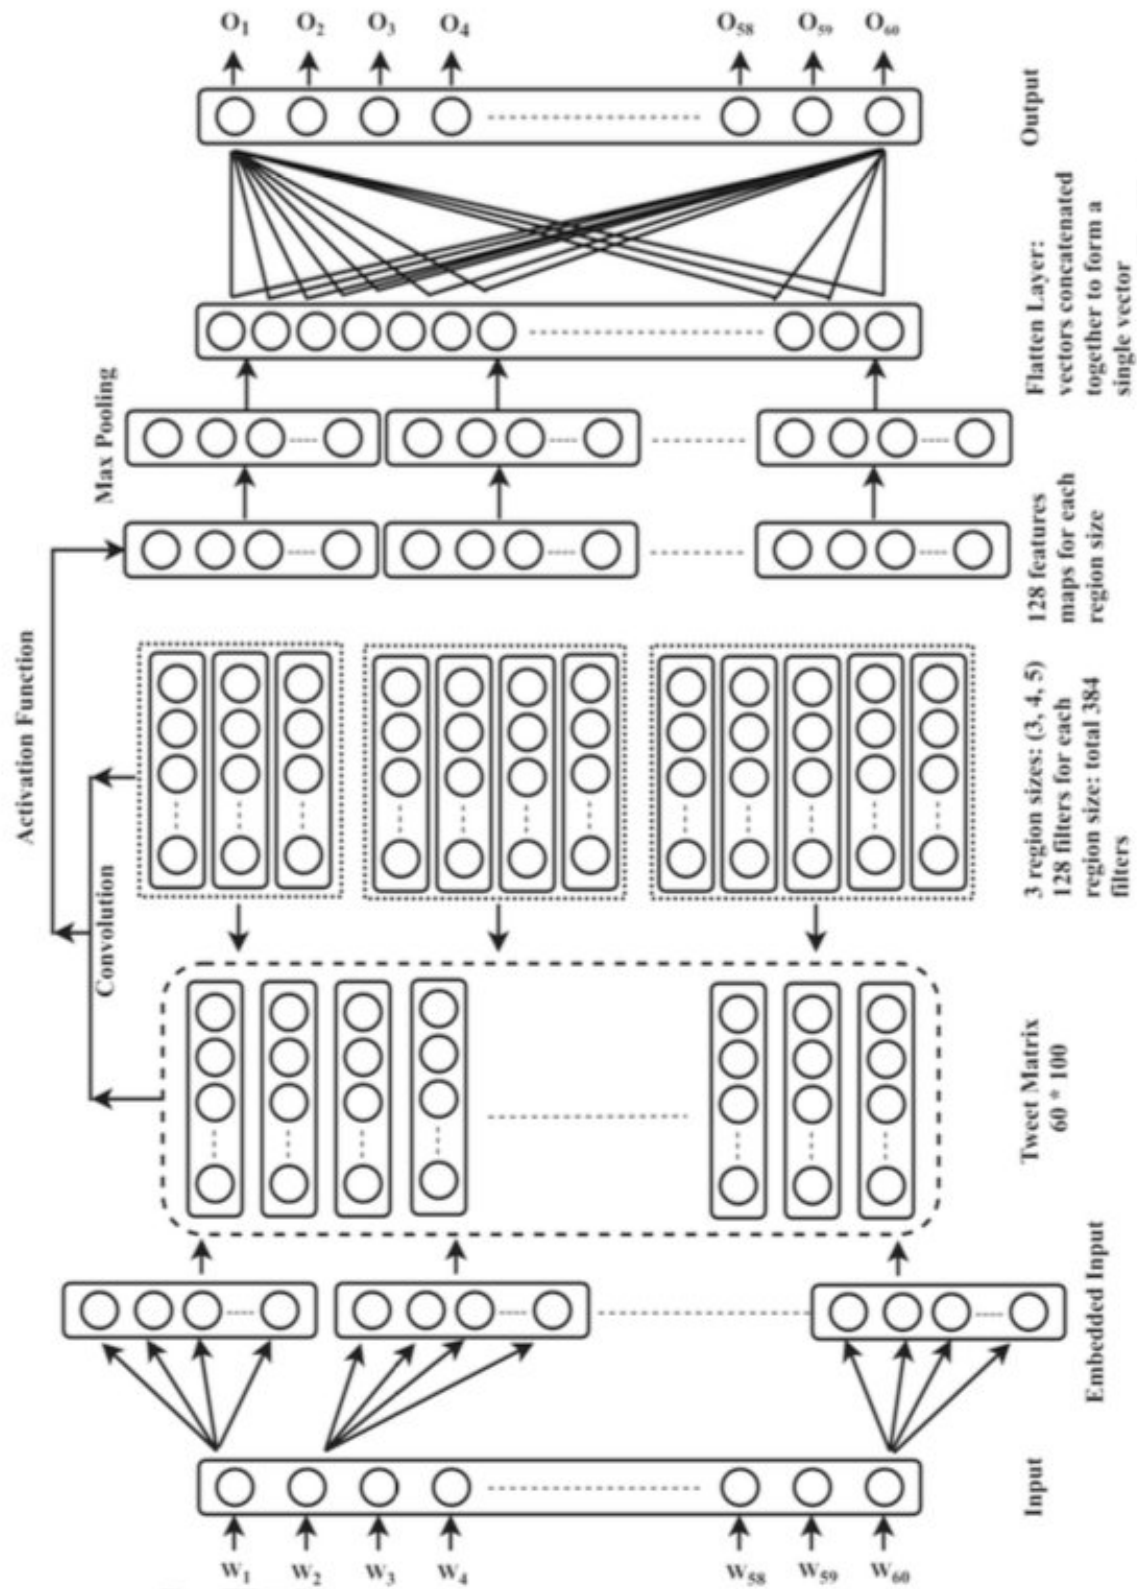 O1 O2 O3 O4 O58 O59 O60
Output
Flatten Layer:
vectors concatenated
together to form a
single vector
Max Pooling
128 features
maps for each
region size
Activation Function
3 region sizes: (3, 4, 5)
128 filters for each
region size: total 384
filters
Convolution
Tweet Matrix
60 * 100
Embedded Input
Input
W1 W2 W3 W4 W58 W59 W60